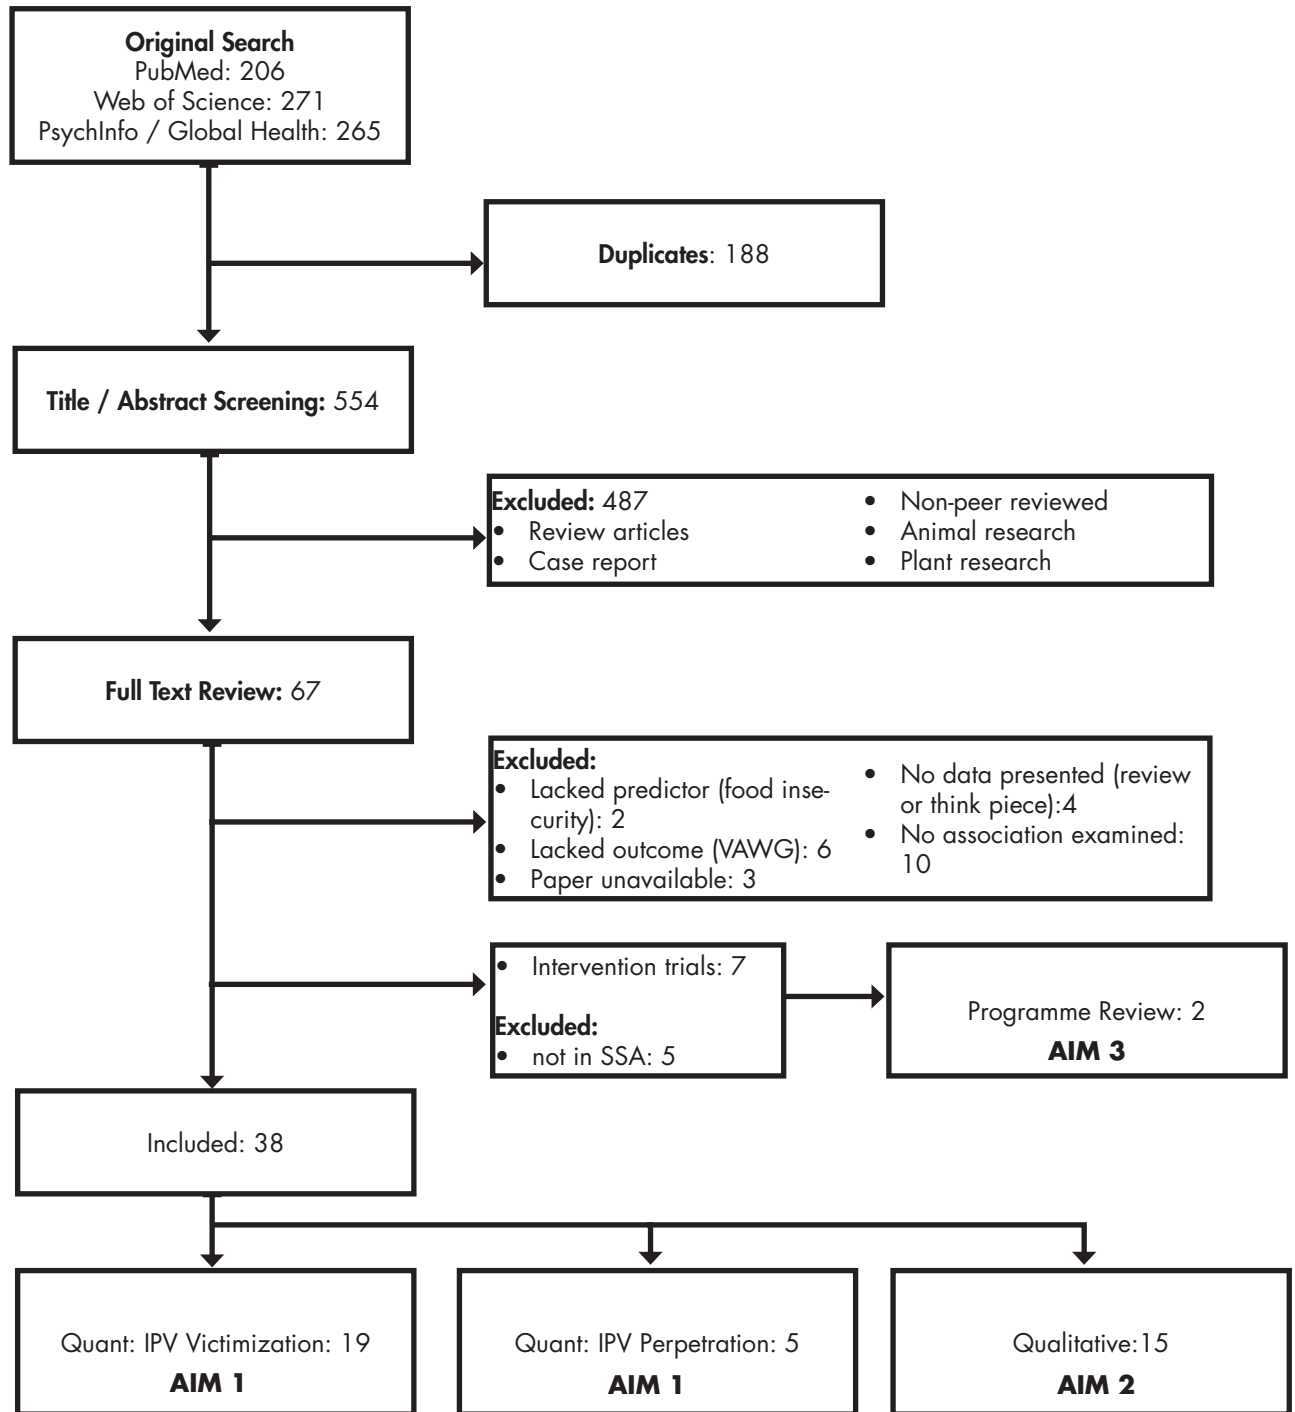 Original Search
PubMed: 206
Web of Science: 271
PsychInfo / Global Health: 265
Duplicates: 188
Title / Abstract Screening: 554
Excluded: 487
• Review articles
• Case report
• Non-peer reviewed
• Animal research
• Plant research
Full Text Review: 67
Excluded:
• Lacked predictor (food inse-
curity): 2
• Lacked outcome (VAWG): 6
• Paper unavailable: 3
• No data presented (review
or think piece):4
• No association examined:
10
• Intervention trials: 7
Excluded:
• not in SSA: 5
Programme Review: 2
AIM 3
Included: 38
Quant: IPV Victimization: 19
AIM 1
Quant: IPV Perpetration: 5
AIM 1
Qualitative:15
AIM 2